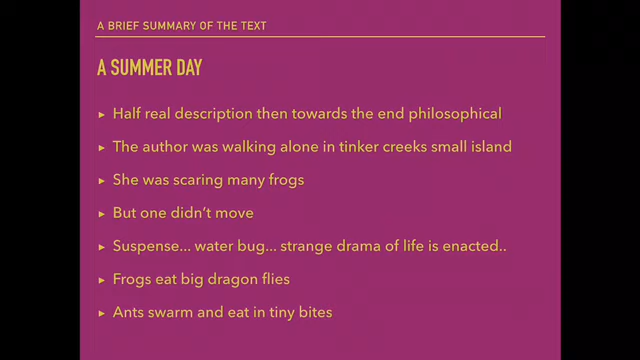 A BRIEF SUMMARY OF THE TEXT
A SUMMER DAY
▸ Half real description then towards the end philosophical
▸ The author was walking alone in tinker creeks small island
▸ She was scaring many frogs
▸ But one didn't move
▸ Suspense... water bug... strange drama of life is enacted..
▸ Frogs eat big dragon flies
▸ Ants swarm and eat in tiny bites